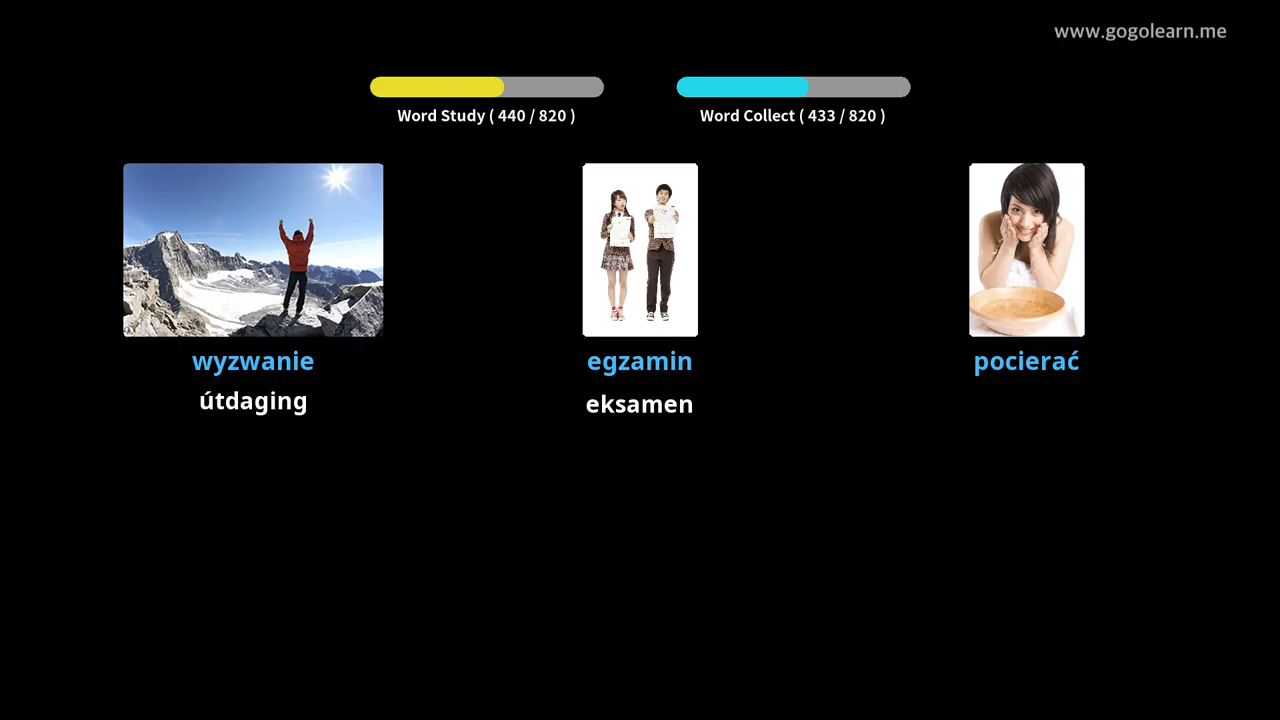 www.gogolearn.me
Word Study ( 440 / 820 )
Word Collect ( 433 / 820 )
wyzwanie
egzamin
pocierać
útdaging
eksamen